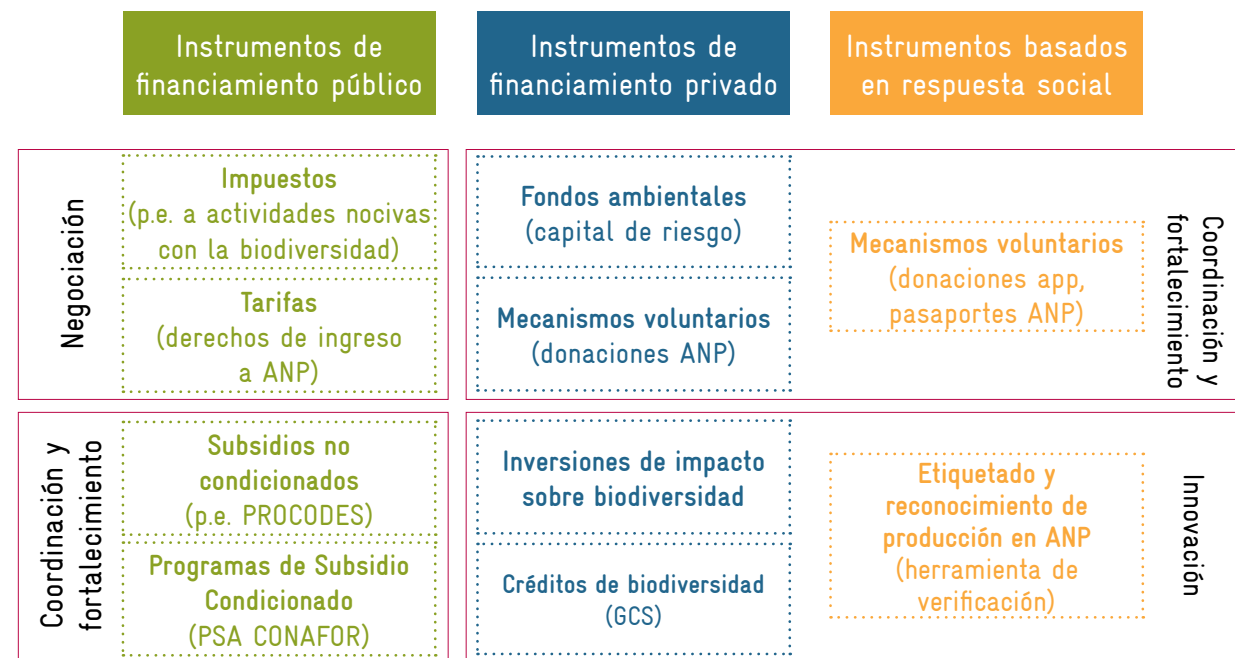 Instrumentos de
financiamiento público
Instrumentos de
financiamiento privado
Instrumentos basados
en respuesta social
Negociación
Impuestos
(p.e. a actividades nocivas
con la biodiversidad)
Tarifas
(derechos de ingreso
a ANP)
Fondos ambientales
(capital de riesgo)
Mecanismos voluntarios
(donaciones ANP)
Mecanismos voluntarios
(donaciones app,
pasaportes ANP)
Coordinación y
fortalecimiento
Coordinación y
fortalecimiento
Subsidios no
condicionados
(p.e. PROCODES)
Programas de Subsidio
Condicionado
(PSA CONAFOR)
Inversiones de impacto
sobre biodiversidad
Créditos de biodiversidad
(GCS)
Etiquetado y
reconocimiento de
producción en ANP
(herramienta de
verificación)
Innovación